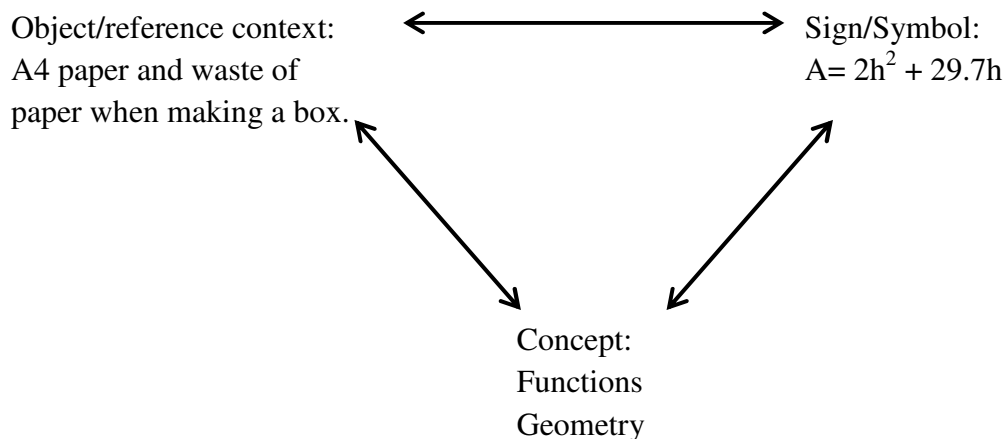 Object/reference context:
A4 paper and waste of
paper when making a box.
Sign/Symbol:
A= 2h² + 29.7h
Concept:
Functions
Geometry